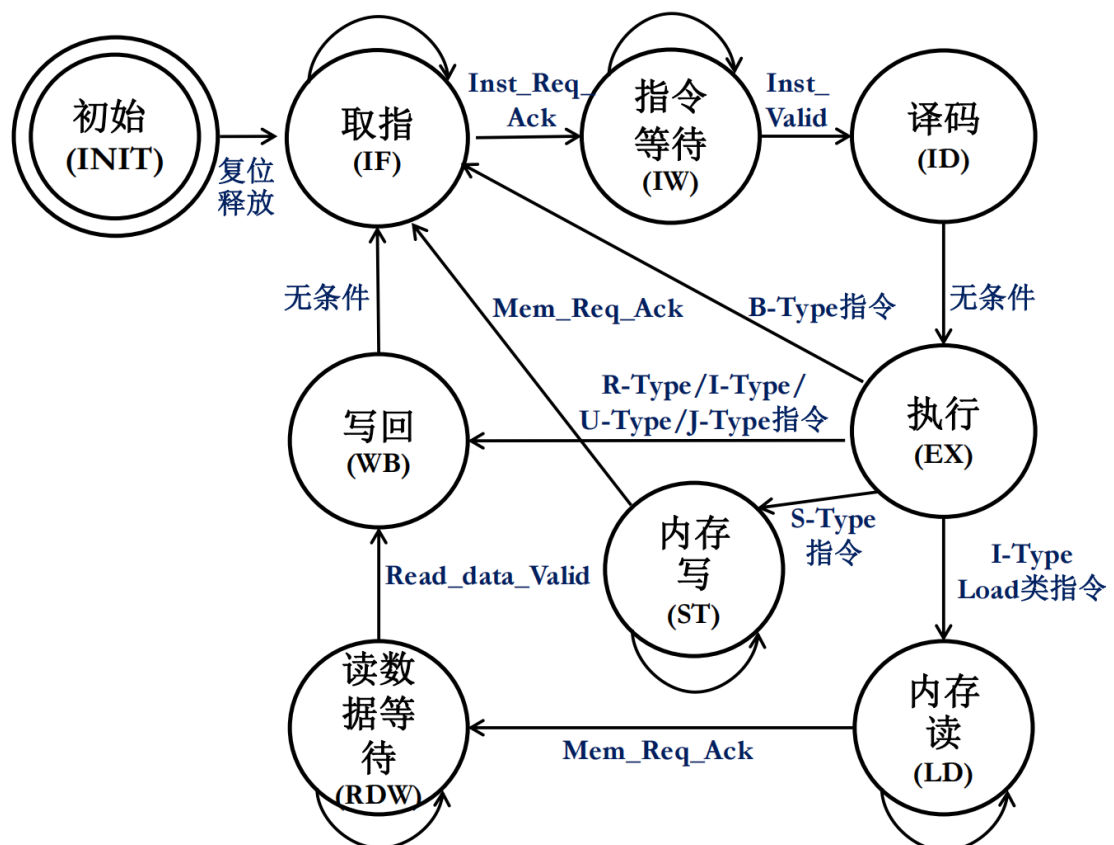 初始
(INIT)
复位
释放
取指
(IF)
Inst_Req_
Ack
指令
等待
(IW)
Inst_
Valid
译码
(ID)
无条件
Mem_Req_Ack
B-Type指令
无条件
写回
(WB)
R-Type/I-Type/
U-Type/J-Type指令
执行
(EX)
内存
写
(ST)
S-Type
指令
I-Type
Load类指令
Read_data_Valid
读数
据等
待
(RDW)
Mem_Req_Ack
内存
读
(LD)